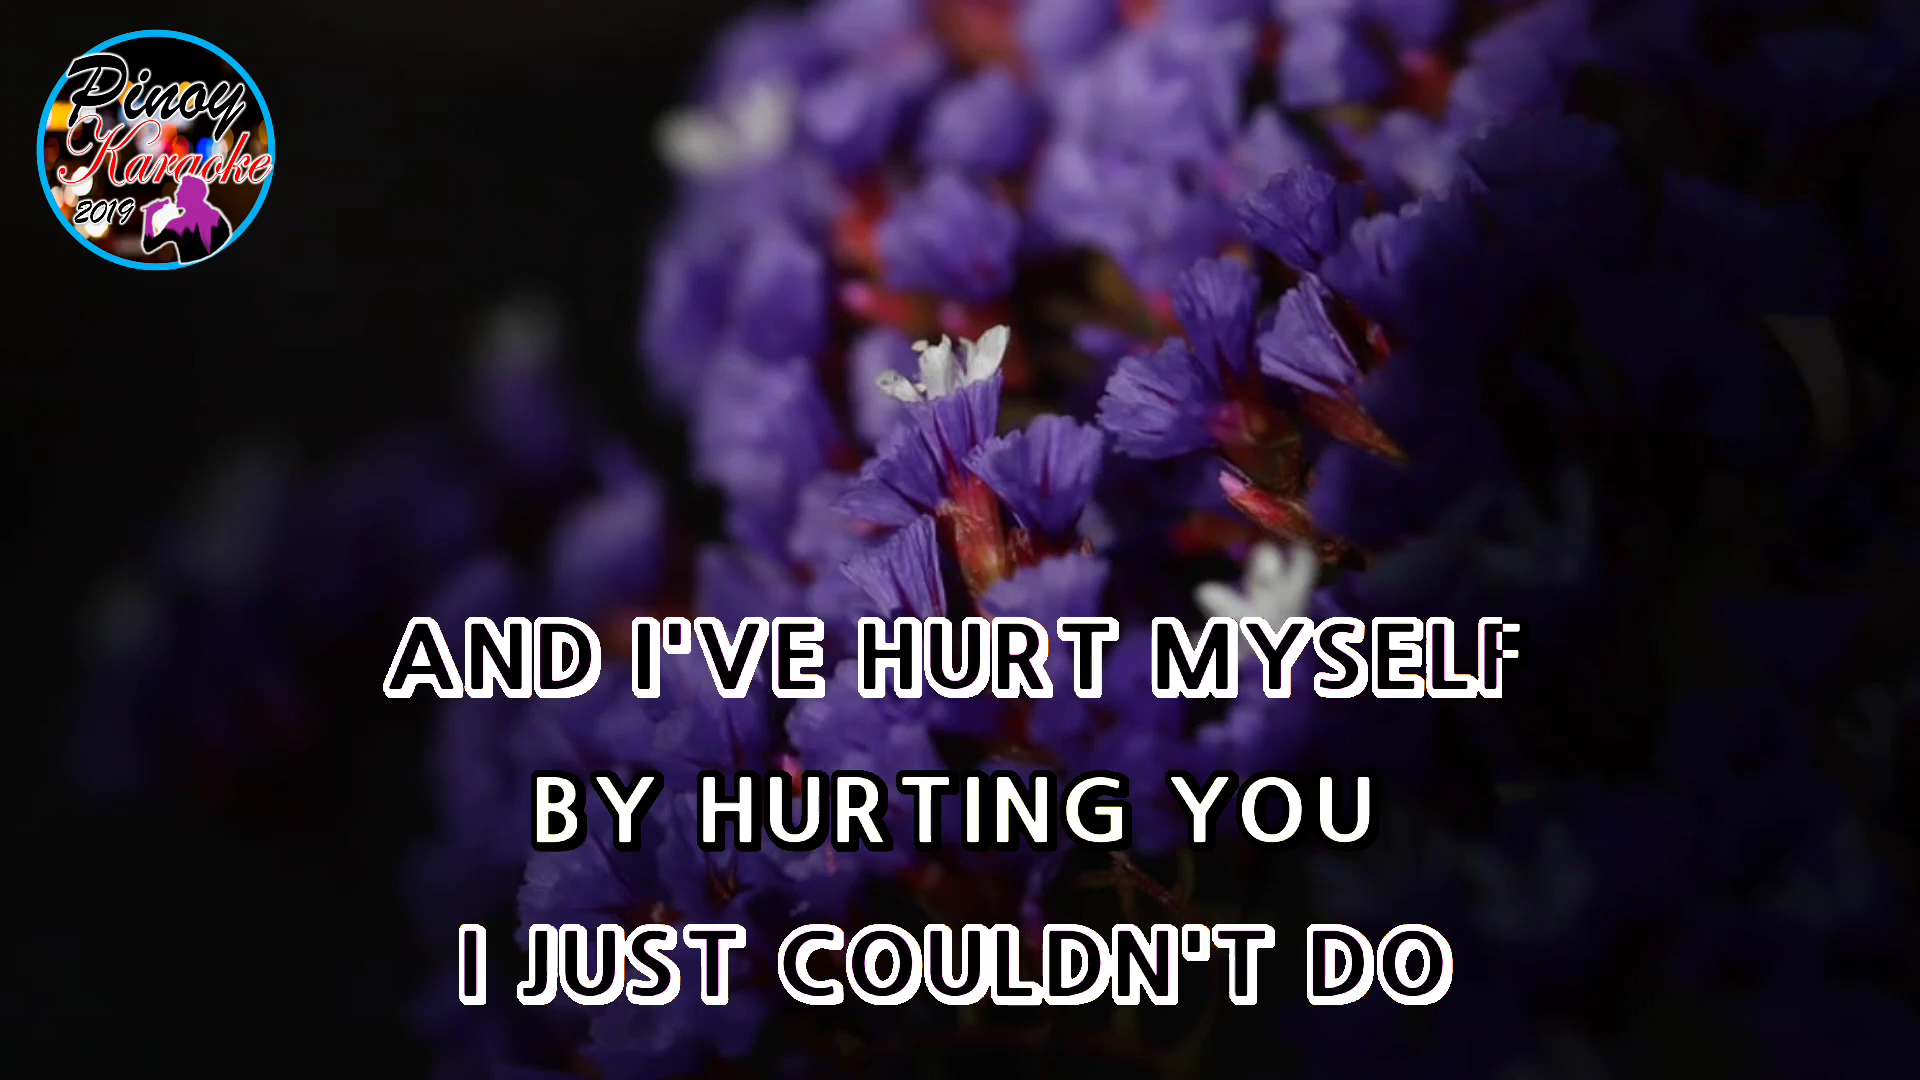 Pinoy
Karaoke
2019
AND I'VE HURT MYSELF
BY HURTING YOU
I JUST COULDN'T DO